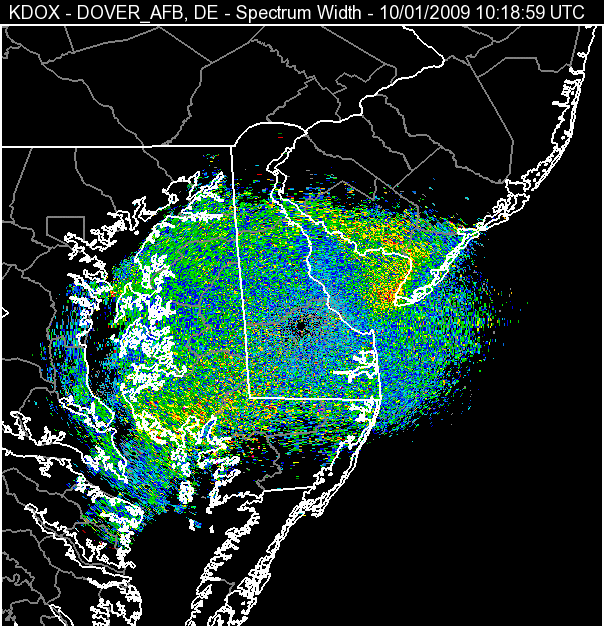 KDOX - DOVER_AFB, DE - Spectrum Width - 10/01/2009 10:18:59 UTC